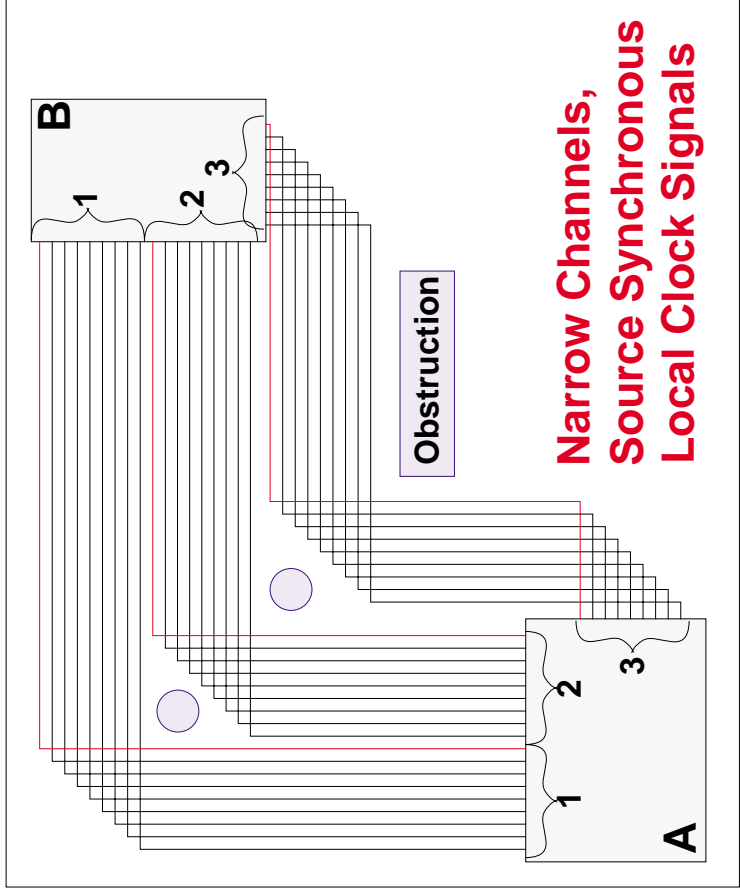 B
1
2
3
Obstruction
Narrow Channels,
Source Synchronous
Local Clock Signals
A
1
2
3